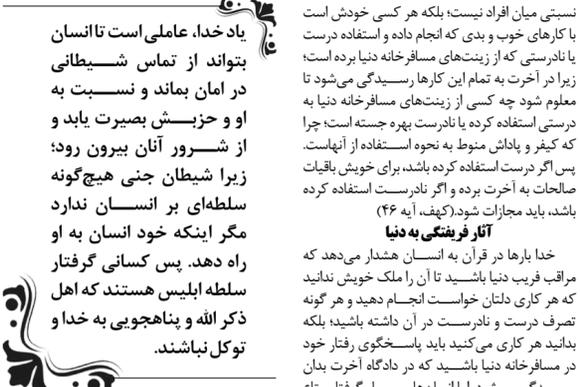 نسبتی میان افراد نیست؛ بلکه هر کسی خودش است
با کارهای خوب و بدی که انجام داده و استفاده درست
یا نادرستی که از زینت‌های مسافرخانه دنیا برده است؛
زیرا در آخرت به تمام این کارها رسیدگی می‌شود تا
معلوم شود چه کسی از زینت‌های مسافرخانه دنیا به
درستی استفاده کرده یا نادرست بهره جسته است؛ چرا
که کیفر و پاداش منوط به نحوه استفاده از آنهاست.
پس اگر درست استفاده کرده باشد، برای خویش باقیات
صالحات به آخرت برده و اگر نادرست استفاده کرده
باشد، باید مجازات شود.(کهف، آیه ۴۶)
آثار فریفتگی به دنیا
خدا بارها در قرآن به انسان هشدار می‌دهد که
مراقب فریب دنیا باشید تا آن را ملک خویش ندانید
که هر کاری دلتان خواست انجام دهید و هر گونه
تصرف درست و نادرست در آن داشته باشید؛ بلکه
بدانید هر کاری می‌کنید باید پاسخگوی رفتار خود
در مسافرخانه دنیا باشید که در دادگاه آخرت بدان
یاد خدا، عاملی است تا انسان
بتواند از تماس شیطانی
در امان بماند و نسبت به
او و حزبش بصیرت یابد و
از شرور آنان بیرون رود؛
زیرا شیطان جنی هیچ‌گونه
سلطه‌ای بر انسان ندارد
مگر اینکه خود انسان به او
راه دهد. پس کسانی گرفتار
سلطه ابلیس هستند که اهل
ذکر الله و پناهجویی به خدا و
توکل نباشند.